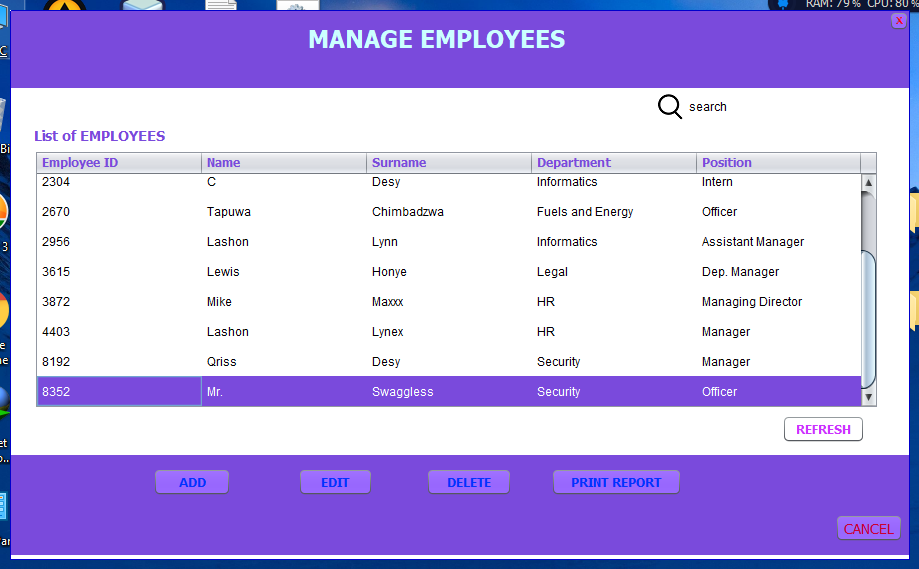 RAM: 79% CPU: 80%
x
MANAGE EMPLOYEES
search
List of EMPLOYEES
Employee ID Name Surname Department Position
2304 C Desy Informatics Intern
2670 Tapuwa Chimbadzwa Fuels and Energy Officer
2956 Lashon Lynn Informatics Assistant Manager
3615 Lewis Honye Legal Dep. Manager
3872 Mike Maxxx HR Managing Director
4403 Lashon Lynex HR Manager
8192 Qriss Desy Security Manager
8352 Mr. Swaggless Security Officer
REFRESH
ADD EDIT DELETE PRINT REPORT
CANCEL